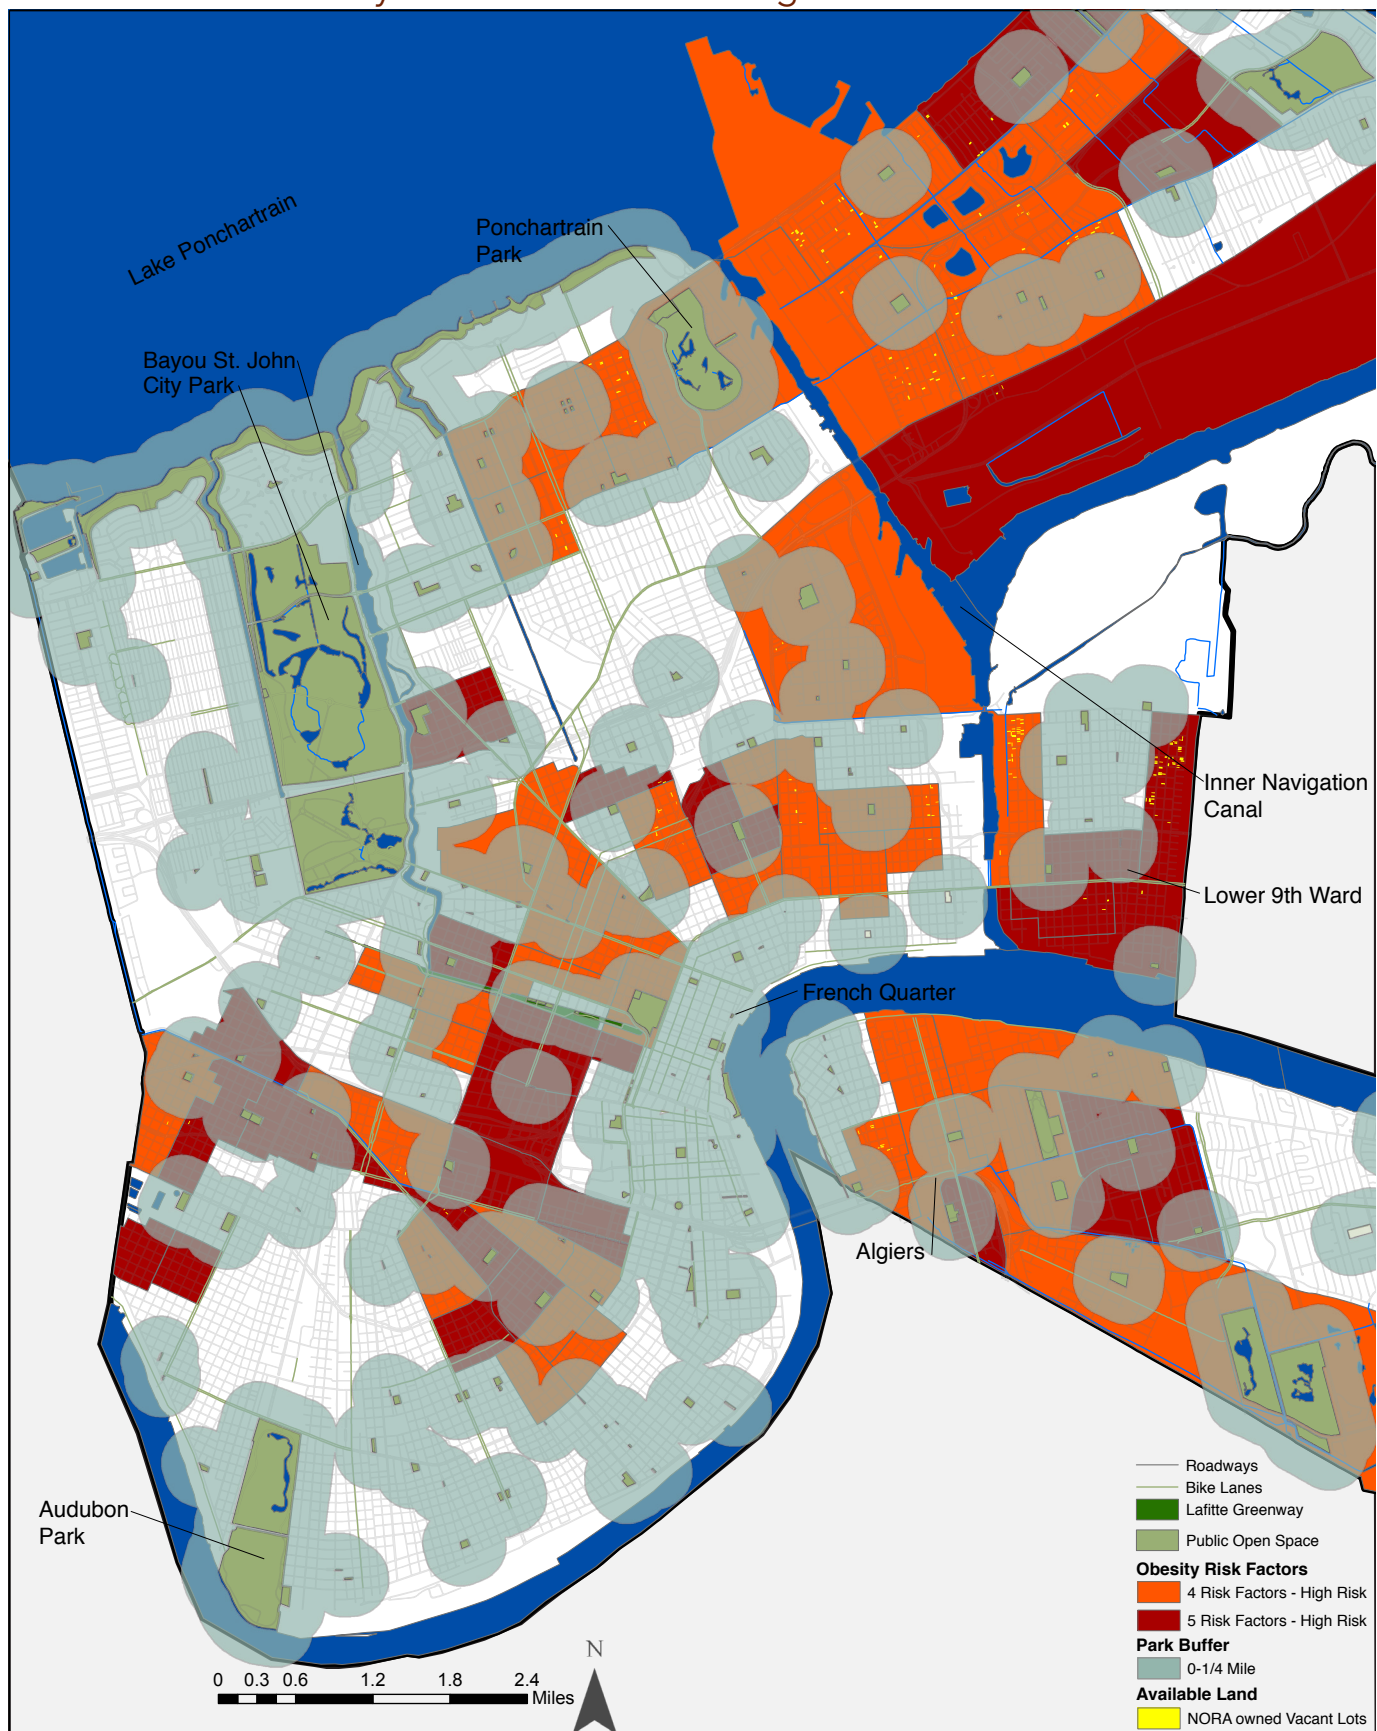 Lake Ponchartrain
Ponchartrain
Park
Bayou St. John
City Park
Inner Navigation
Canal
Lower 9th Ward
French Quarter
Algiers
Audubon
Park
Roadways
Bike Lanes
Lafitte Greenway
Public Open Space
Obesity Risk Factors
4 Risk Factors - High Risk
5 Risk Factors - High Risk
Park Buffer
0-1/4 Mile
Available Land
NORA owned Vacant Lots
N
0 0.3 0.6 1.2 1.8 2.4
Miles